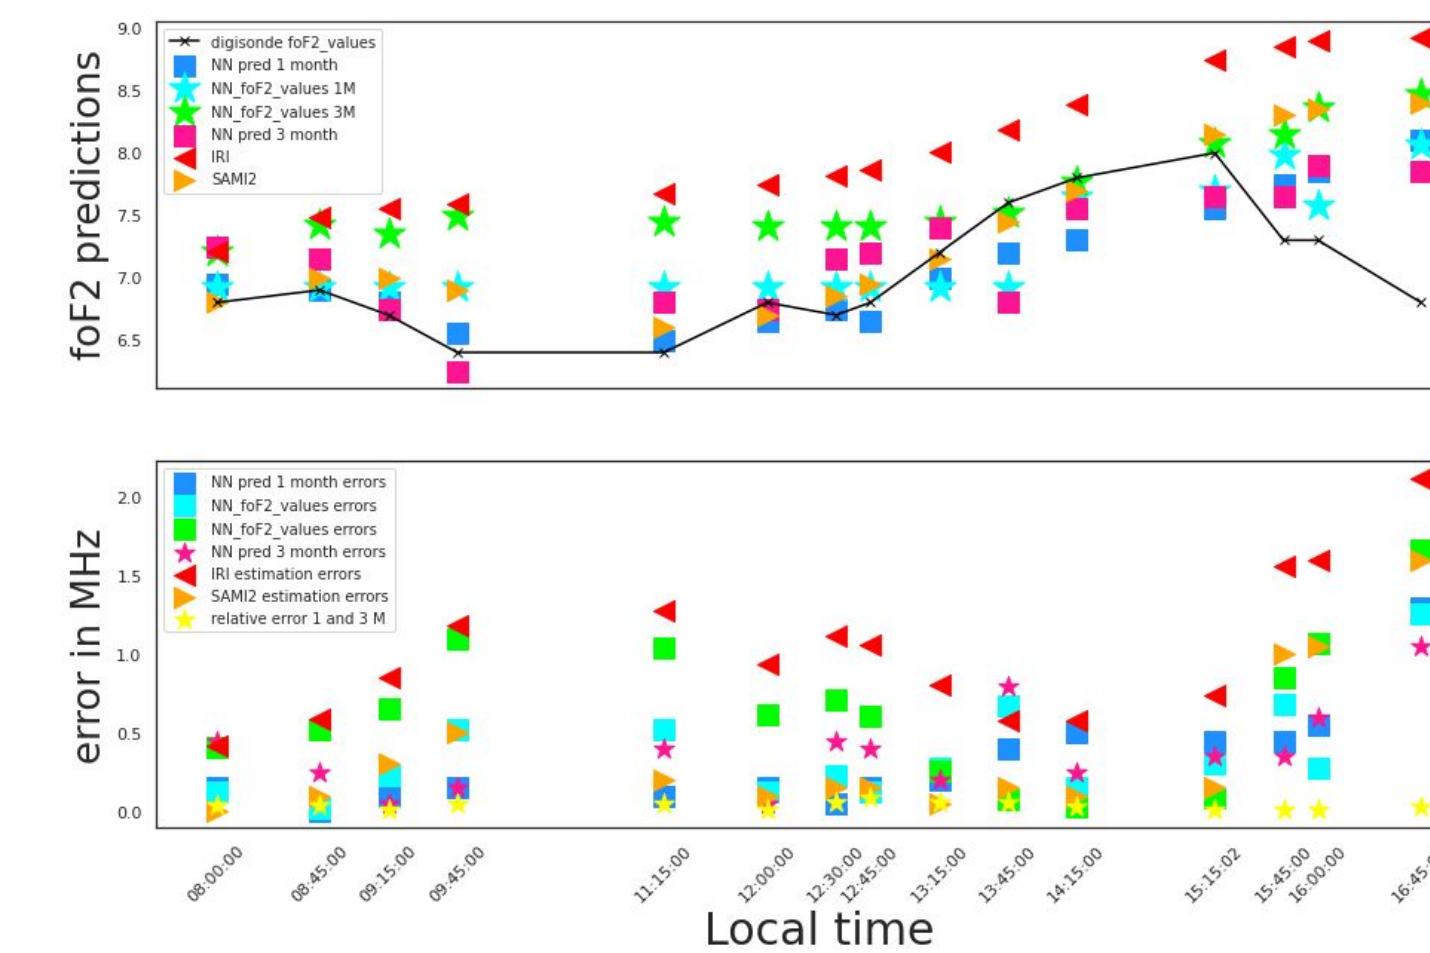 foF2 predictions
9.0
8.5
8.0
7.5
7.0
6.5
digisonde foF2_values
NN pred 1 month
NN_foF2_values 1M
NN_foF2_values 3M
NN pred 3 month
IRI
SAMI2
error in MHz
2.0
1.5
1.0
0.5
0.0
NN pred 1 month errors
NN_foF2_values errors
NN_foF2_values errors
NN pred 3 month errors
IRI estimation errors
SAMI2 estimation errors
relative error 1 and 3 M
08:00:00
08:45:00
09:15:00
09:45:00
11:15:00
12:00:00
12:30:00
12:45:00
13:15:00
13:45:00
14:15:00
15:15:02
15:45:00
16:00:00
16:45:
Local time